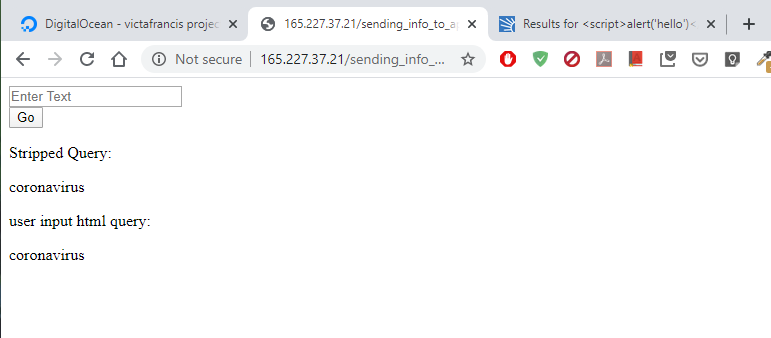 DigitalOcean - victafrancis projec
165.227.37.21/sending_info_to_ap
Results for <script>alert('hello')<
Not secure
165.227.37.21/sending_info_...
Enter Text
Go
Stripped Query:
coronavirus
user input html query:
coronavirus